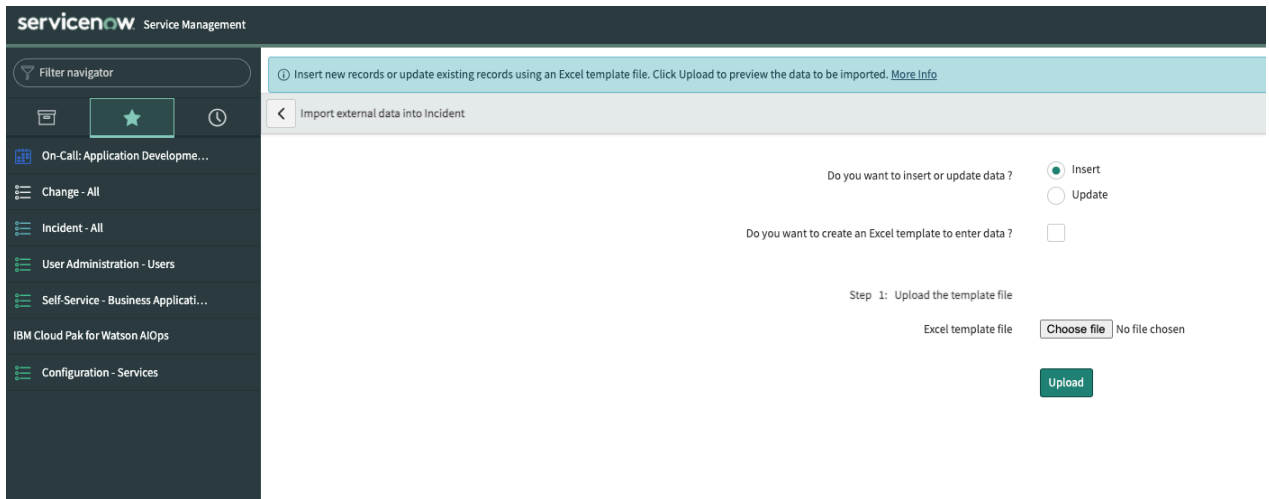 servicenow. Service Management
Filter navigator
On-Call: Application Developme...
Change - All
Incident - All
User Administration - Users
Self-Service - Business Applicati...
IBM Cloud Pak for Watson AIOps
Configuration - Services
Insert new records or update existing records using an Excel template file. Click Upload to preview the data to be imported. More Info
Import external data into Incident
Do you want to insert or update data ?
Insert
Update
Do you want to create an Excel template to enter data ?
Step 1: Upload the template file
Excel template file Choose file No file chosen
Upload